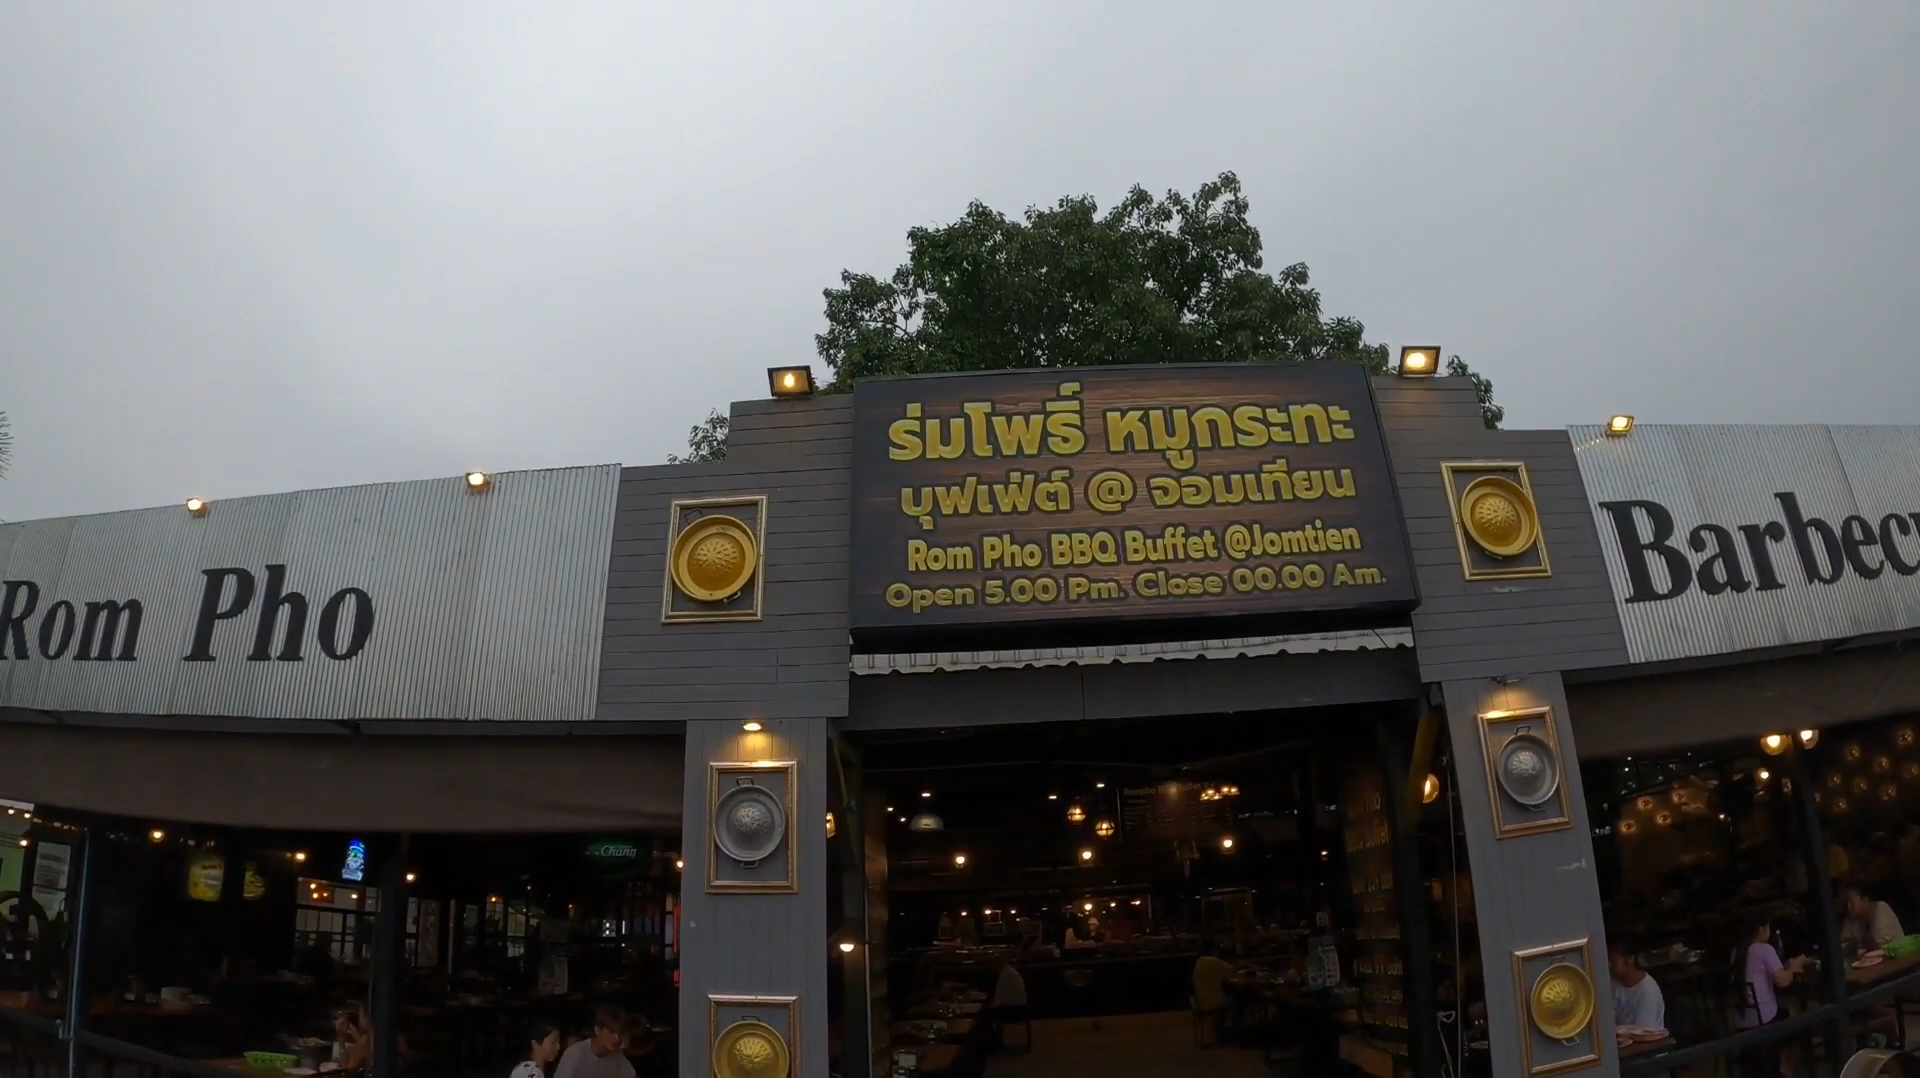 ร่มโพธิ์ หมูกระทะ
บุฟเฟ่ต์ @ จอมเทียน
Rom Pho BBQ Buffet @Jomtien
Open 5.00 Pm. Close 00.00 Am.
Rom Pho
Barbecu
Chang